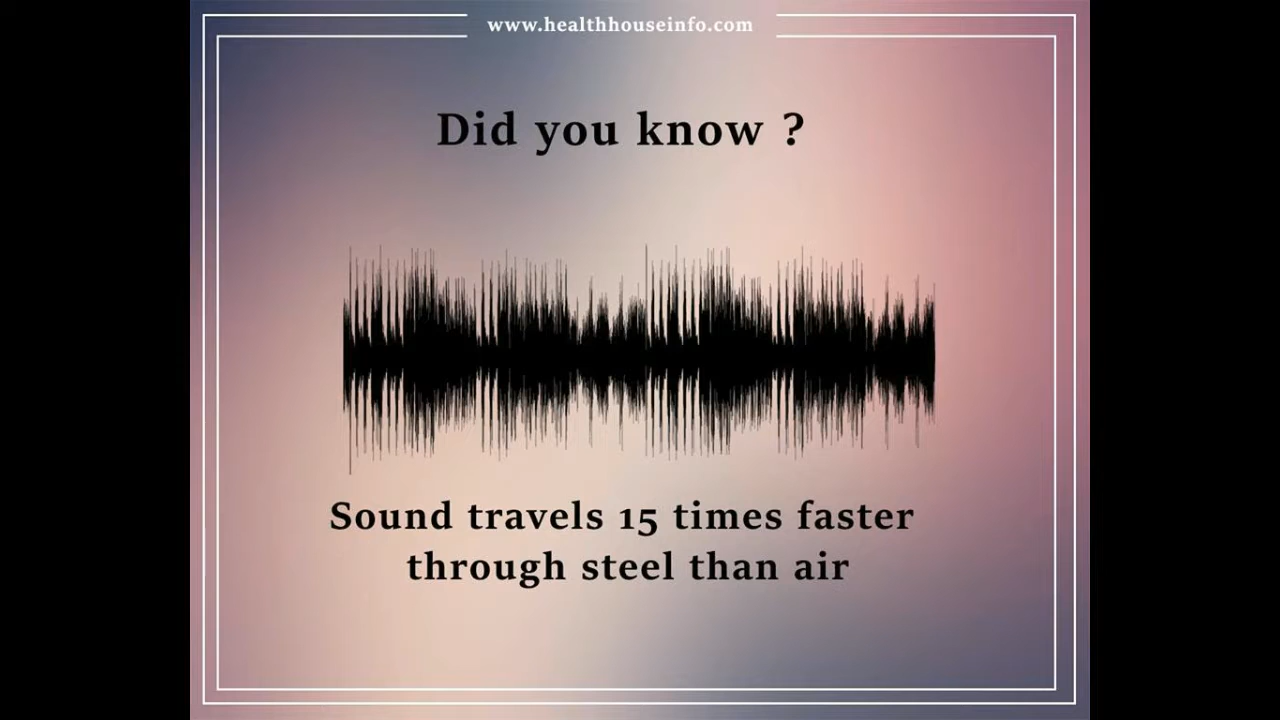 www.healthhouseinfo.com
Did you know ?
Sound travels 15 times faster
through steel than air